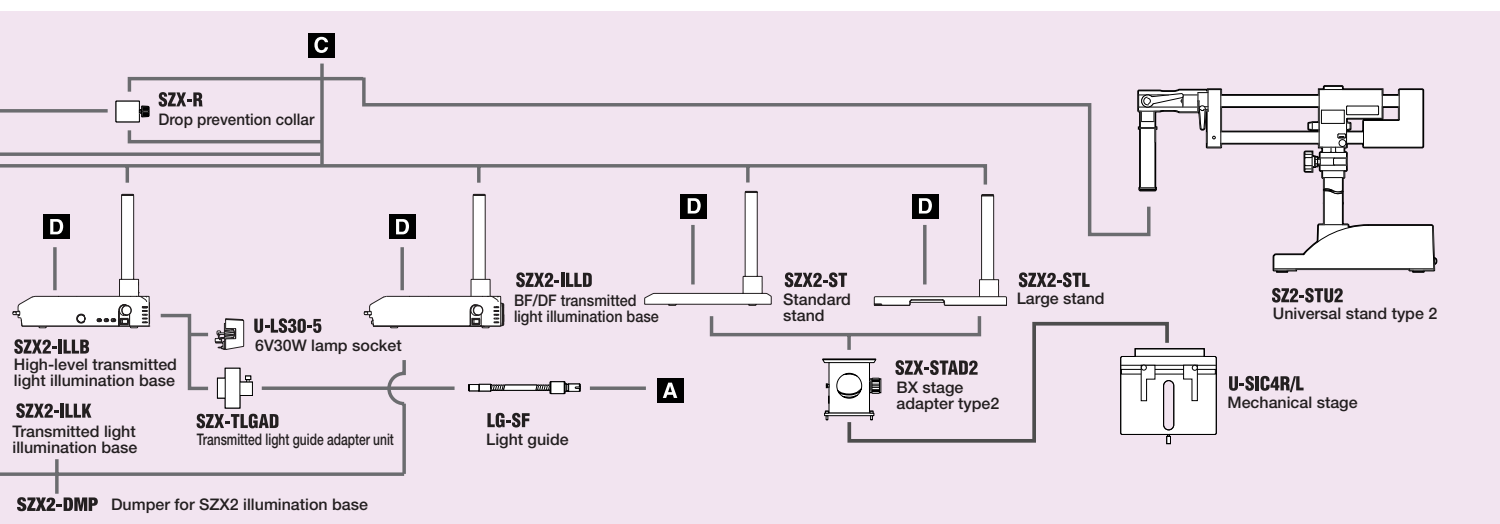 C
SZX-R
Drop prevention collar
D
D
D
D
SZX2-ILLD
BF/DF transmitted
light illumination base
SZX2-ST
Standard
stand
SZX2-STL
Large stand
SZ2-STU2
Universal stand type 2
U-LS30-5
6V30W lamp socket
SZX2-ILLB
High-level transmitted
light illumination base
SZX2-ILLK
Transmitted light
illumination base
SZX-TLGAD
Transmitted light guide adapter unit
LG-SF
Light guide
A
SZX-STAD2
BX stage
adapter type2
U-SIC4R/L
Mechanical stage
SZX2-DMP Dumper for SZX2 illumination base